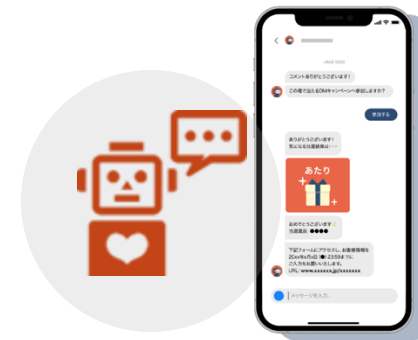 コメントありがとうございます!
この場で当たるDMキャンペーンへ参加しますか?
参加する
ありがとうございます!
気になる当選結果は・・・
あたり
おめでとうございます
当選賞品：●●●●
下記フォームにアクセスし、お客様情報を
20xx年x月x日(●) 23:59までに
ご入力をお願いいたします。
URL: www.xxxxxx.jp/xxxxxxx
メッセージを入力...